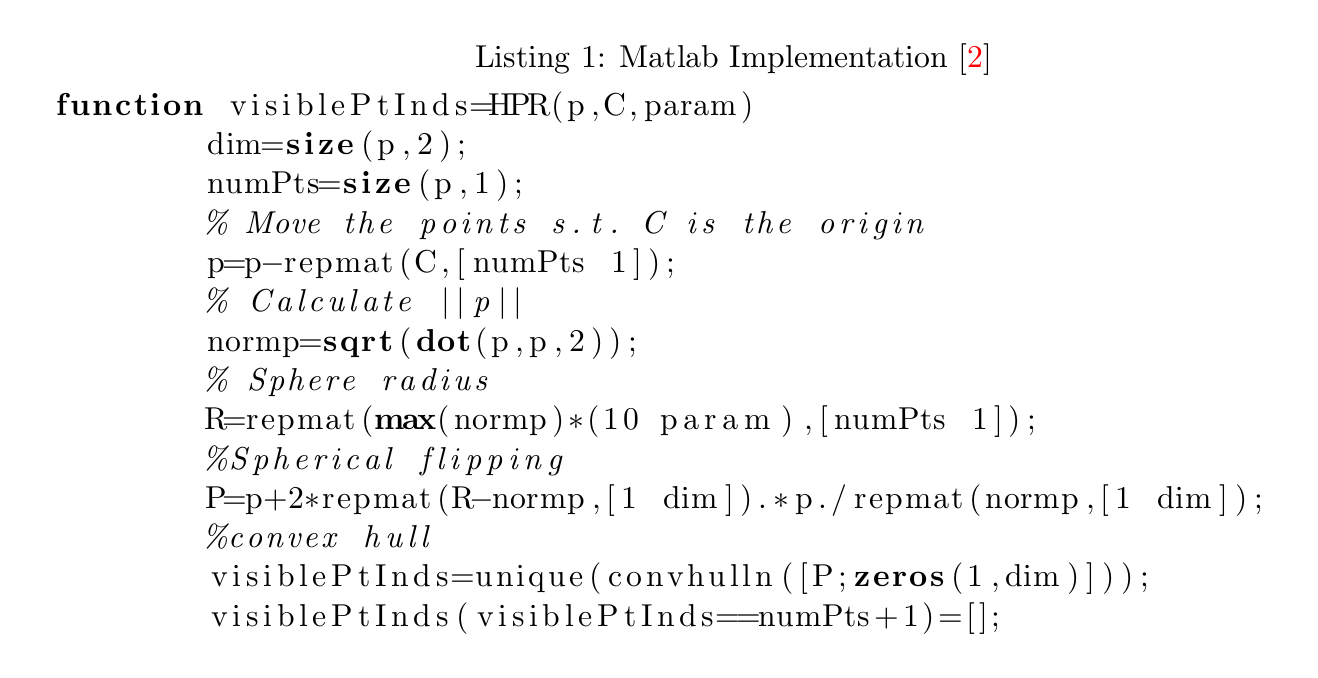 Listing 1: Matlab Implementation [2]
function visiblePtInds=HPR(p,C,param)
dim=size(p,2);
numPts=size(p,1);
% Move the points s.t. C is the origin
p=p-repmat(C,[numPts 1]);
% Calculate ||p||
normp=sqrt(dot(p,p,2));
% Sphere radius
R=repmat(max(normp)*(10 param),[numPts 1]);
%Spherical flipping
P=p+2*repmat(R-normp,[1 dim]).*p./repmat(normp,[1 dim]);
%convex hull
visiblePtInds=unique(convhulln([P;zeros(1,dim)]));
visiblePtInds(visiblePtInds==numPts+1)=[];